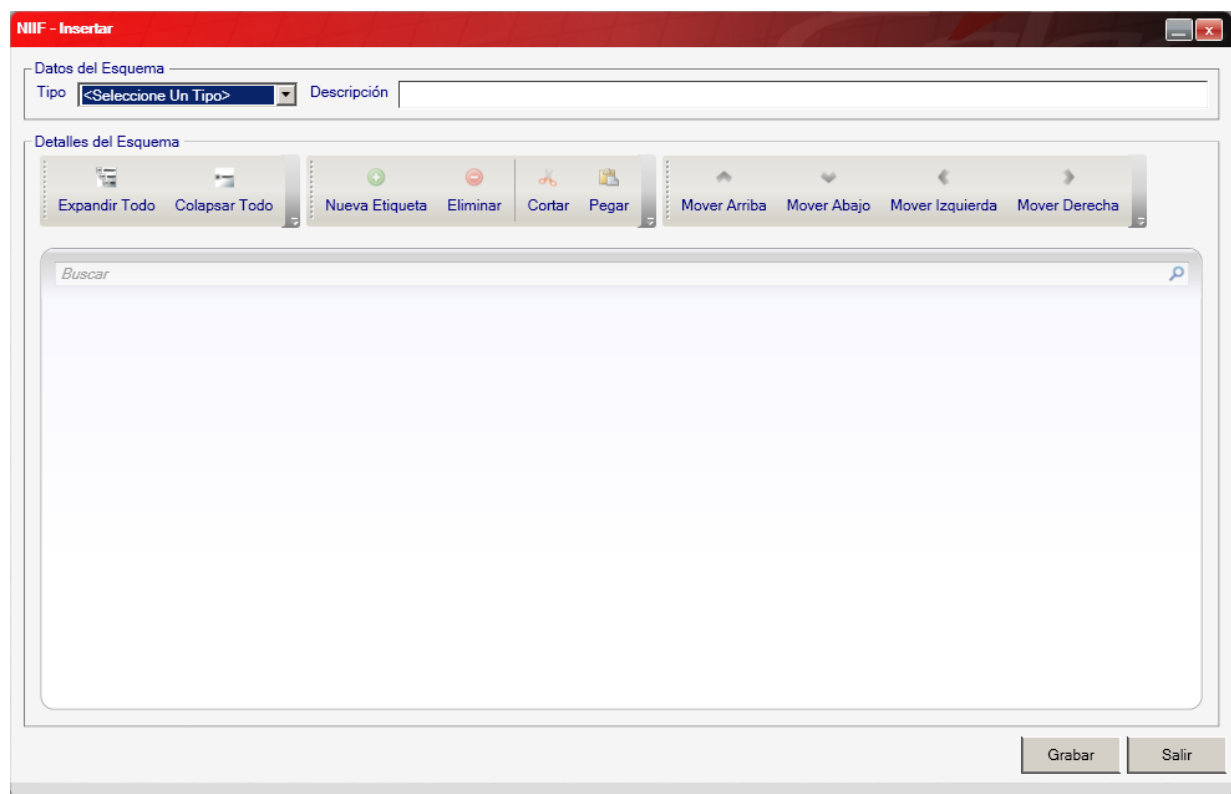 NIIF - Insertar
Datos del Esquema
Tipo <Seleccione Un Tipo> Descripción
Detalles del Esquema
Expandir Todo Colapsar Todo Nueva Etiqueta Eliminar Cortar Pegar Mover Arriba Mover Abajo Mover Izquierda Mover Derecha
Buscar
Grabar Salir